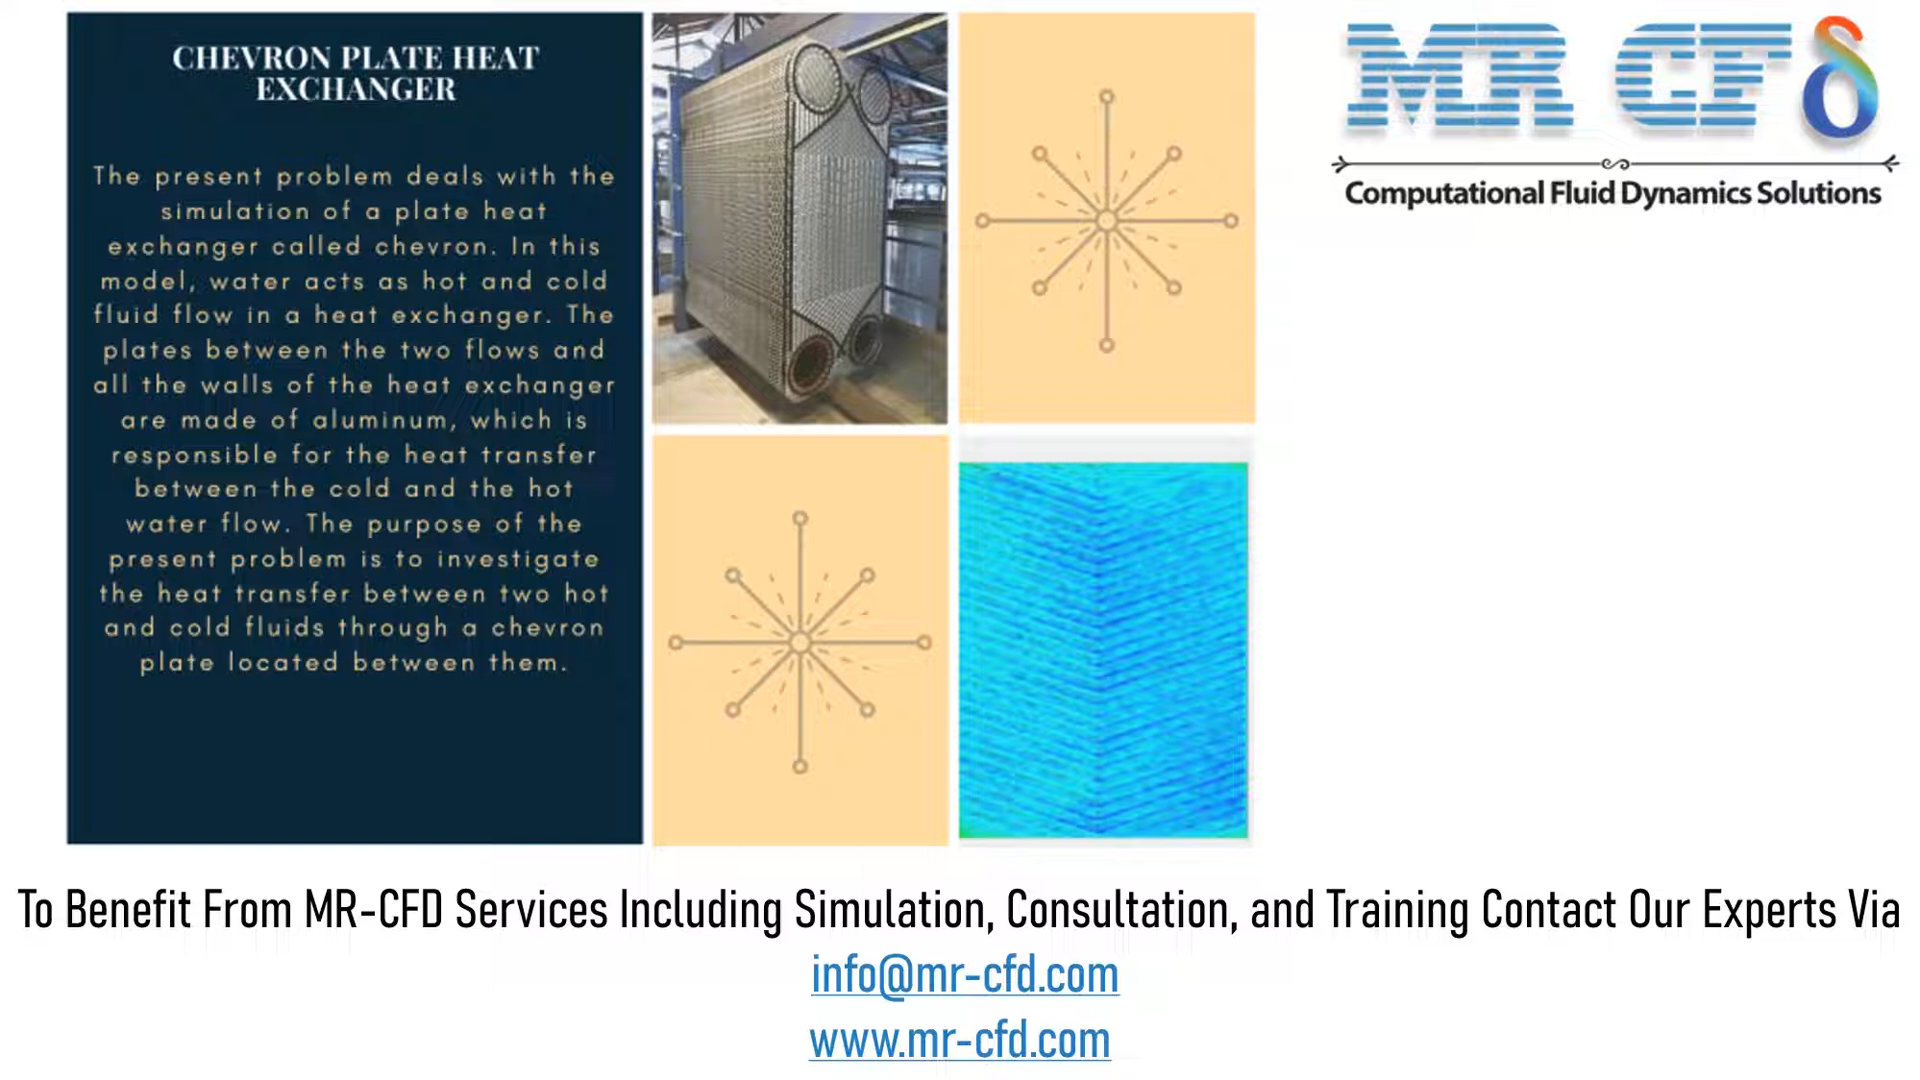 CHEVRON PLATE HEAT
EXCHANGER
The present problem deals with the
simulation of a plate heat
exchanger called chevron. In this
model, water acts as hot and cold
fluid flow in a heat exchanger. The
plates between the two flows and
all the walls of the heat exchanger
are made of aluminum, which is
responsible for the heat transfer
between the cold and the hot
water flow. The purpose of the
present problem is to investigate
the heat transfer between two hot
and cold fluids through a chevron
plate located between them.
MR CFδ
Computational Fluid Dynamics Solutions
To Benefit From MR-CFD Services Including Simulation, Consultation, and Training Contact Our Experts Via
info@mr-cfd.com
www.mr-cfd.com